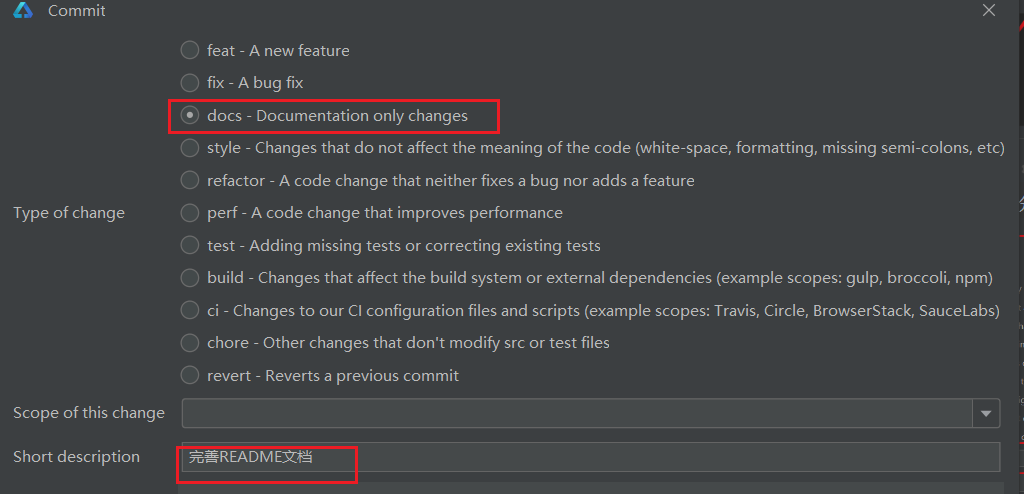 Commit
feat - A new feature
fix - A bug fix
docs - Documentation only changes
style - Changes that do not affect the meaning of the code (white-space, formatting, missing semi-colons, etc)
refactor - A code change that neither fixes a bug nor adds a feature
Type of change
perf - A code change that improves performance
test - Adding missing tests or correcting existing tests
build - Changes that affect the build system or external dependencies (example scopes: gulp, broccoli, npm)
ci - Changes to our CI configuration files and scripts (example scopes: Travis, Circle, BrowserStack, SauceLabs)
chore - Other changes that don't modify src or test files
revert - Reverts a previous commit
Scope of this change
Short description
完善README文档